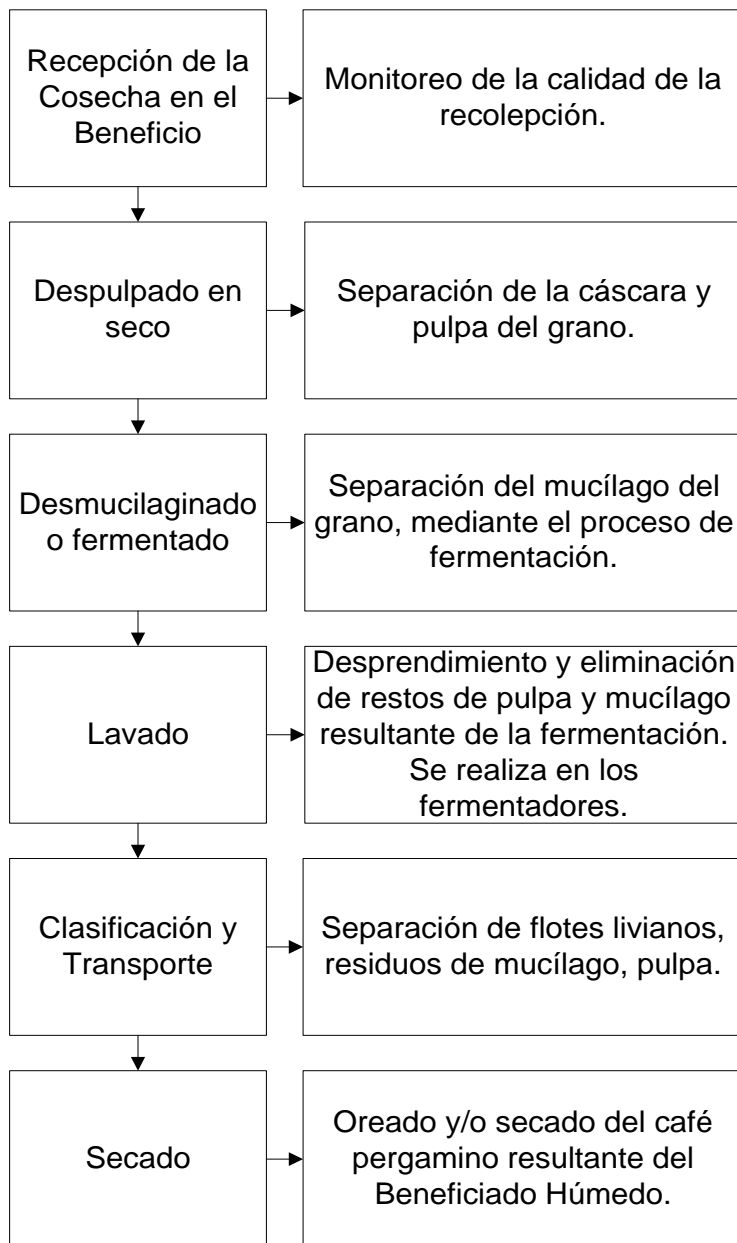 Recepción de la
Cosecha en el
Beneficio
Monitoreo de la calidad de la
recolepción.
Despulpado en
seco
Separación de la cáscara y
pulpa del grano.
Desmucilaginado
o fermentado
Separación del mucílago del
grano, mediante el proceso de
fermentación.
Lavado
Desprendimiento y eliminación
de restos de pulpa y mucílago
resultante de la fermentación.
Se realiza en los
fermentadores.
Clasificación y
Transporte
Separación de flotes livianos,
residuos de mucílago, pulpa.
Secado
Oreado y/o secado del café
pergamino resultante del
Beneficiado Húmedo.